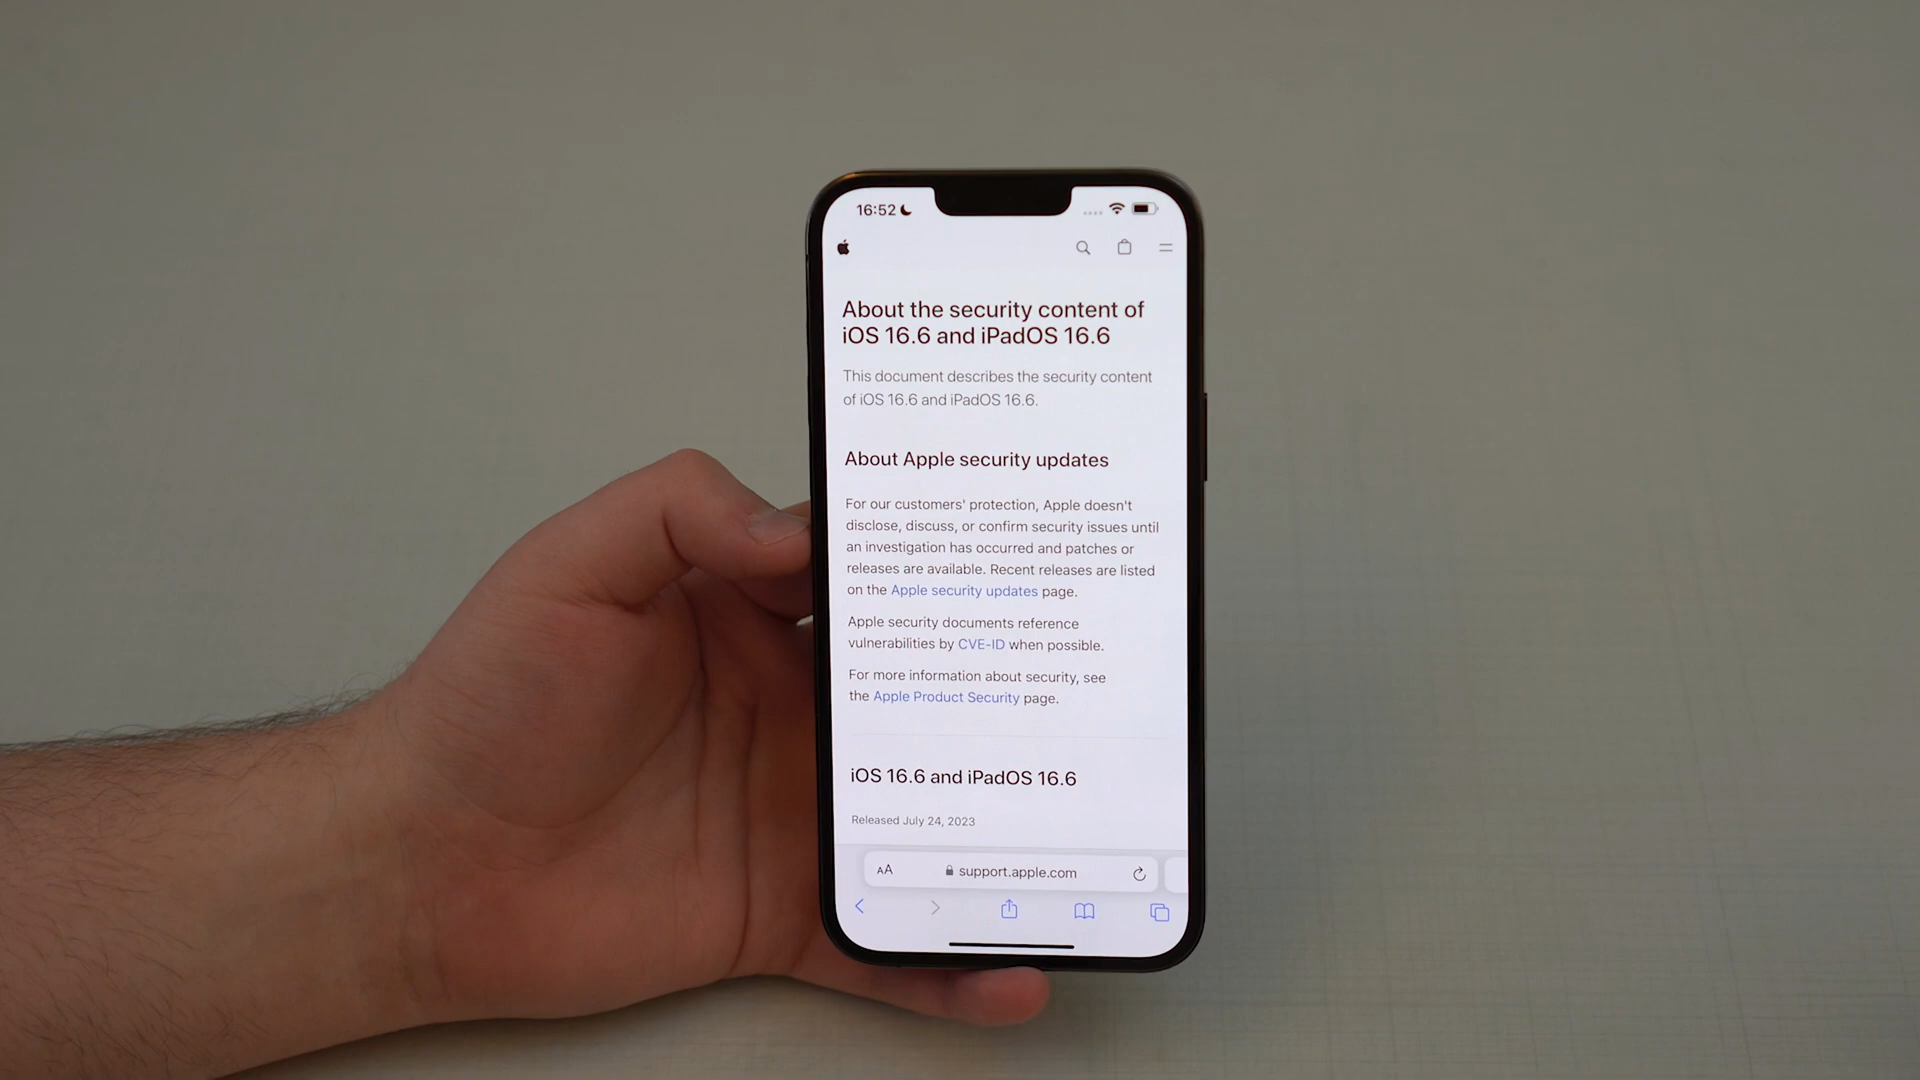 16:52
About the security content of
iOS 16.6 and iPadOS 16.6
This document describes the security content
of iOS 16.6 and iPadOS 16.6.
About Apple security updates
For our customers' protection, Apple doesn't
disclose, discuss, or confirm security issues until
an investigation has occurred and patches or
releases are available. Recent releases are listed
on the Apple security updates page.
Apple security documents reference
vulnerabilities by CVE-ID when possible.
For more information about security, see
the Apple Product Security page.
iOS 16.6 and iPadOS 16.6
Released July 24, 2023
AA support.apple.com